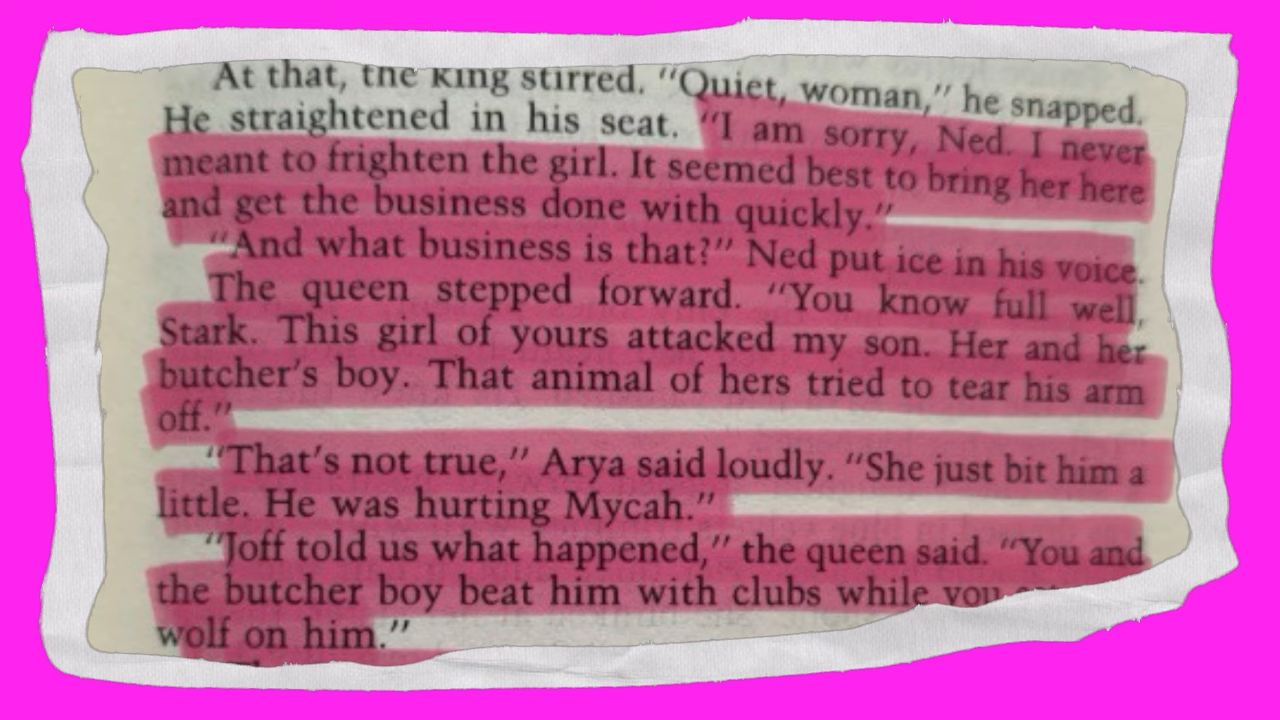 At that, the king stirred. “Quiet, woman,” he snapped.
He straightened in his seat. “I am sorry, Ned. I never
meant to frighten the girl. It seemed best to bring her here
and get the business done with quickly.”
“And what business is that?” Ned put ice in his voice.
The queen stepped forward. “You know full well,
Stark. This girl of yours attacked my son. Her and her
butcher’s boy. That animal of hers tried to tear his arm
off.”
“That’s not true,” Arya said loudly. “She just bit him a
little. He was hurting Mycah.”
“Joff told us what happened,” the queen said. “You and
the butcher boy beat him with clubs while you
wolf on him.”